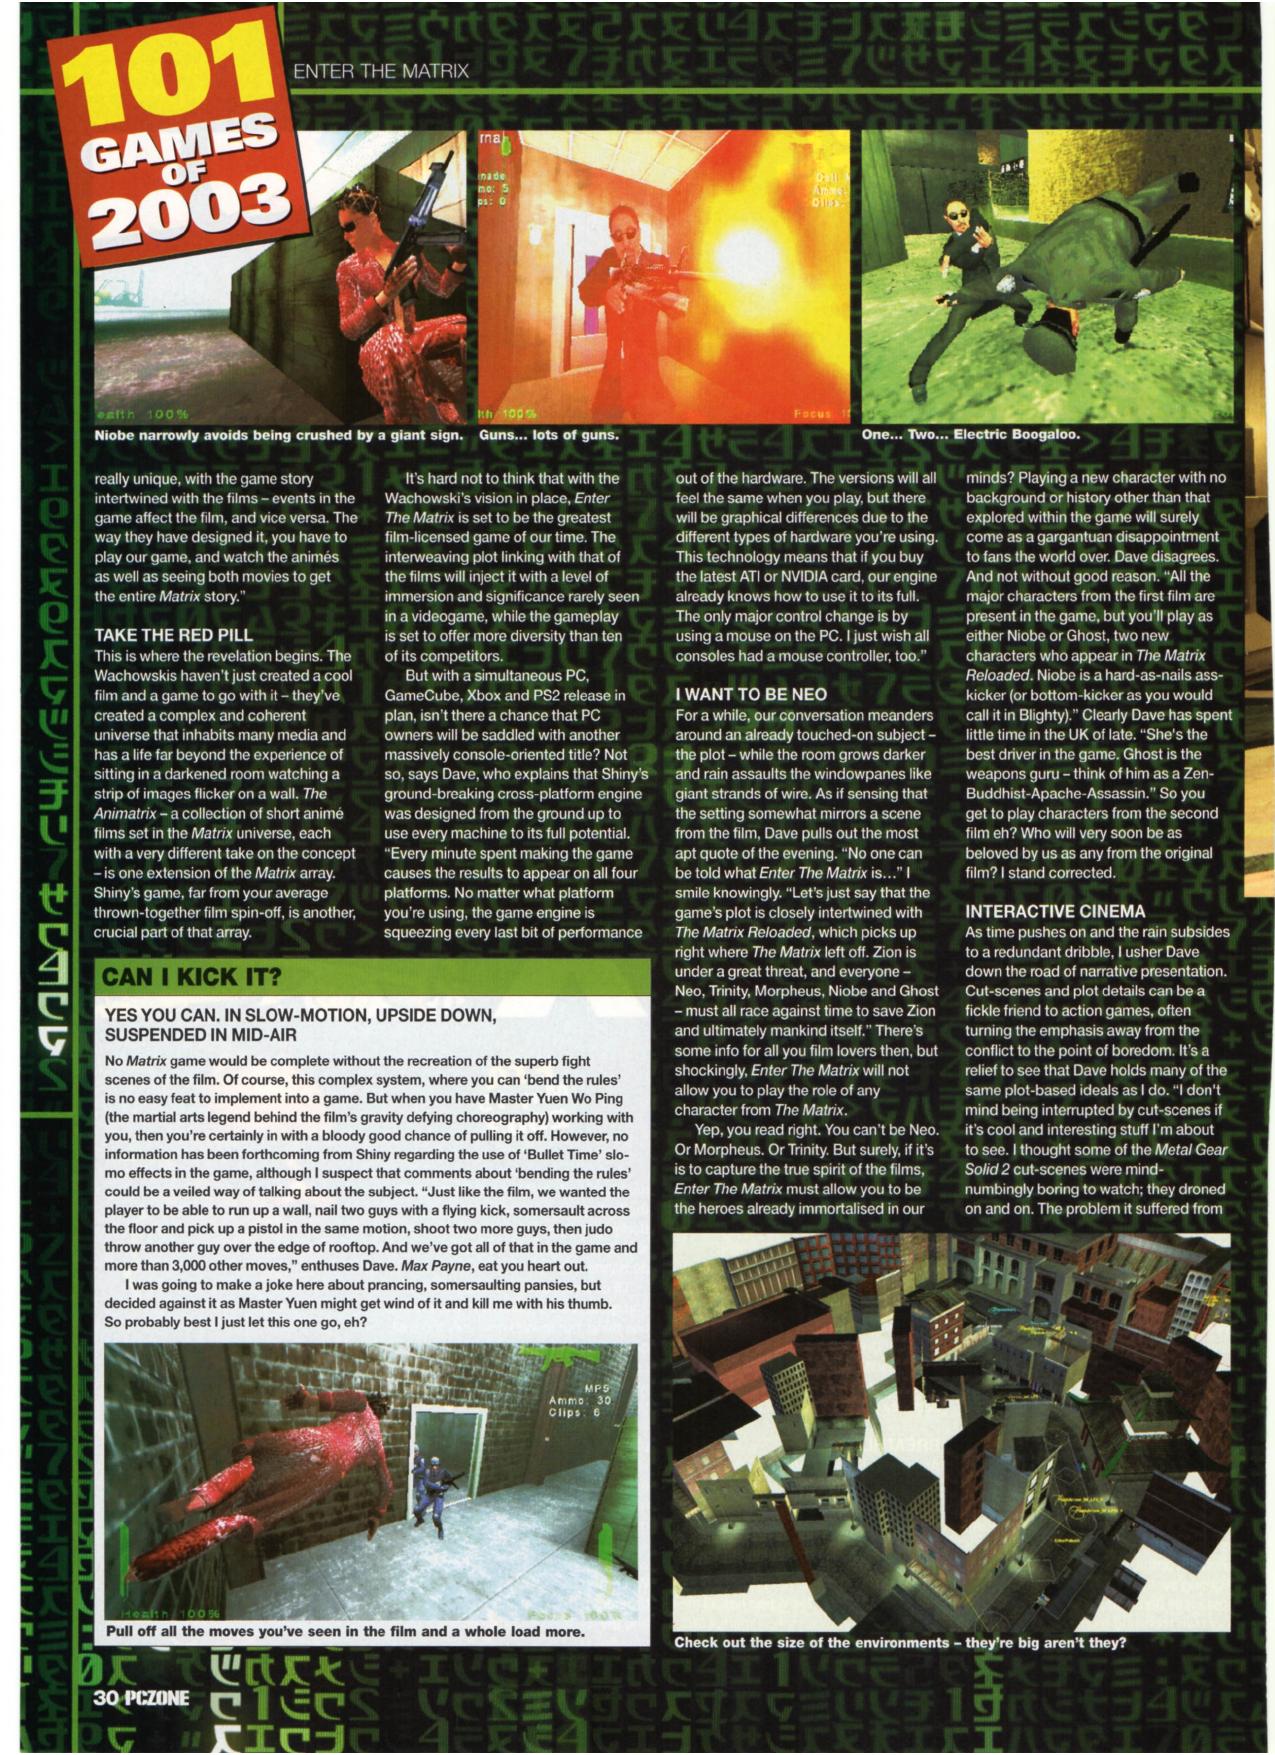 101
GAMES
OF
2003
ENTER THE MATRIX
ealth 100%
Niobe narrowly avoids being crushed by a giant sign.
lth 100%
Focus
Guns... lots of guns.
One... Two... Electric Boogaloo.
really unique, with the game story
intertwined with the films – events in the
game affect the film, and vice versa. The
way they have designed it, you have to
play our game, and watch the animés
as well as seeing both movies to get
the entire Matrix story."
TAKE THE RED PILL
This is where the revelation begins. The
Wachowskis haven't just created a cool
film and a game to go with it – they've
created a complex and coherent
universe that inhabits many media and
has a life far beyond the experience of
sitting in a darkened room watching a
strip of images flicker on a wall. The
Animatrix – a collection of short animé
films set in the Matrix universe, each
with a very different take on the concept
– is one extension of the Matrix array.
Shiny's game, far from your average
thrown-together film spin-off, is another,
crucial part of that array.
It's hard not to think that with the
Wachowski's vision in place, Enter
The Matrix is set to be the greatest
film-licensed game of our time. The
interweaving plot linking with that of
the films will inject it with a level of
immersion and significance rarely seen
in a videogame, while the gameplay
is set to offer more diversity than ten
of its competitors.
But with a simultaneous PC,
GameCube, Xbox and PS2 release in
plan, isn't there a chance that PC
owners will be saddled with another
massively console-oriented title? Not
so, says Dave, who explains that Shiny's
ground-breaking cross-platform engine
was designed from the ground up to
use every machine to its full potential.
"Every minute spent making the game
causes the results to appear on all four
platforms. No matter what platform
you're using, the game engine is
squeezing every last bit of performance
out of the hardware. The versions will all
feel the same when you play, but there
will be graphical differences due to the
different types of hardware you're using.
This technology means that if you buy
the latest ATI or NVIDIA card, our engine
already knows how to use it to its full.
The only major control change is by
using a mouse on the PC. I just wish all
consoles had a mouse controller, too."
I WANT TO BE NEO
For a while, our conversation meanders
around an already touched-on subject –
the plot – while the room grows darker
and rain assaults the windowpanes like
giant strands of wire. As if sensing that
the setting somewhat mirrors a scene
from the film, Dave pulls out the most
apt quote of the evening. "No one can
be told what Enter The Matrix is..." I
smile knowingly. "Let's just say that the
game's plot is closely intertwined with
The Matrix Reloaded, which picks up
right where The Matrix left off. Zion is
under a great threat, and everyone –
Neo, Trinity, Morpheus, Niobe and Ghost
– must all race against time to save Zion
and ultimately mankind itself." There's
some info for all you film lovers then, but
shockingly, Enter The Matrix will not
allow you to play the role of any
character from The Matrix.
Yep, you read right. You can't be Neo.
Or Morpheus. Or Trinity. But surely, if it's
is to capture the true spirit of the films,
Enter The Matrix must allow you to be
the heroes already immortalised in our
minds? Playing a new character with no
background or history other than that
explored within the game will surely
come as a gargantuan disappointment
to fans the world over. Dave disagrees.
And not without good reason. "All the
major characters from the first film are
present in the game, but you'll play as
either Niobe or Ghost, two new
characters who appear in The Matrix
Reloaded. Niobe is a hard-as-nails ass-
kicker (or bottom-kicker as you would
call it in Blighty)." Clearly Dave has spent
little time in the UK of late. "She's the
best driver in the game. Ghost is the
weapons guru – think of him as a Zen-
Buddhist-Apache-Assassin." So you
get to play characters from the second
film eh? Who will very soon be as
beloved by us as any from the original
film? I stand corrected.
INTERACTIVE CINEMA
As time pushes on and the rain subsides
to a redundant dribble, I usher Dave
down the road of narrative presentation.
Cut-scenes and plot details can be a
fickle friend to action games, often
turning the emphasis away from the
conflict to the point of boredom. It's a
relief to see that Dave holds many of the
same plot-based ideals as I do. "I don't
mind being interrupted by cut-scenes if
it's cool and interesting stuff I'm about
to see. I thought some of the Metal Gear
Solid 2 cut-scenes were mind-
numbingly boring to watch; they droned
on and on. The problem it suffered from
CAN I KICK IT?
YES YOU CAN. IN SLOW-MOTION, UPSIDE DOWN,
SUSPENDED IN MID-AIR
No Matrix game would be complete without the recreation of the superb fight
scenes of the film. Of course, this complex system, where you can 'bend the rules'
is no easy feat to implement into a game. But when you have Master Yuen Wo Ping
(the martial arts legend behind the film's gravity defying choreography) working with
you, then you're certainly in with a bloody good chance of pulling it off. However, no
information has been forthcoming from Shiny regarding the use of 'Bullet Time' slo-
mo effects in the game, although I suspect that comments about 'bending the rules'
could be a veiled way of talking about the subject. "Just like the film, we wanted the
player to be able to run up a wall, nail two guys with a flying kick, somersault across
the floor and pick up a pistol in the same motion, shoot two more guys, then judo
throw another guy over the edge of rooftop. And we've got all of that in the game and
more than 3,000 other moves," enthuses Dave. Max Payne, eat you heart out.
I was going to make a joke here about prancing, somersaulting pansies, but
decided against it as Master Yuen might get wind of it and kill me with his thumb.
So probably best I just let this one go, eh?
MP5
Ammo: 30
Clips: 6
Health 100%
Focus 100%
Pull off all the moves you've seen in the film and a whole load more.
Check out the size of the environments – they're big aren't they?
30 PCZONE